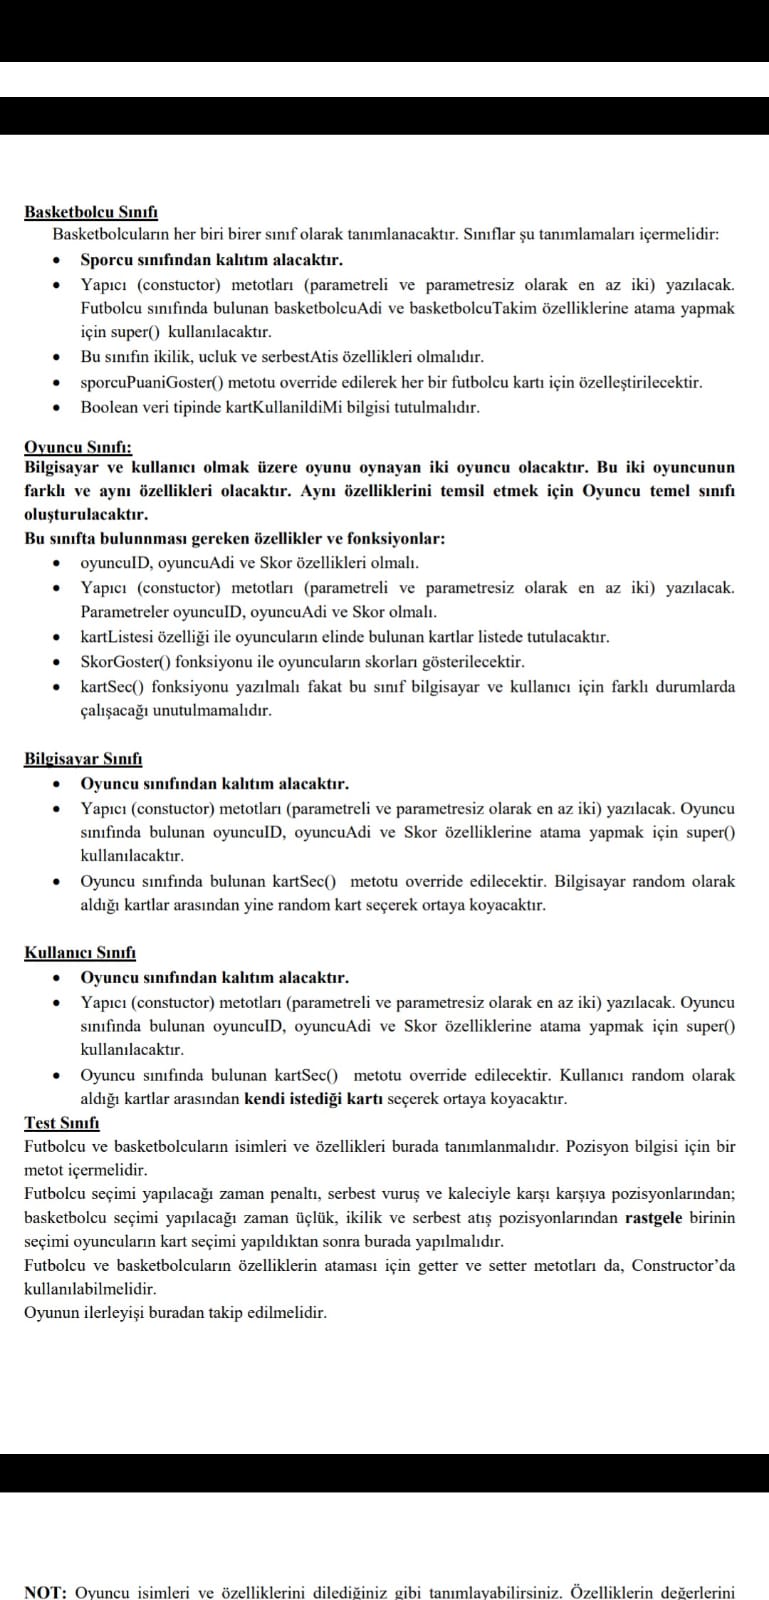 Basketbolcu Sınıfı
Basketbolcuların her biri birer sınıf olarak tanımlanacaktır. Sınıflar şu tanımlamaları içermelidir:
• Sporcu sınıfından kalıtım alacaktır.
• Yapıcı (constuctor) metotları (parametreli ve parametresiz olarak en az iki) yazılacak.
Futbolcu sınıfında bulunan basketbolcuAdi ve basketbolcuTakim özelliklerine atama yapmak
için super() kullanılacaktır.
• Bu sınıfın ikilik, ucluk ve serbestAtis özellikleri olmalıdır.
• sporcuPuaniGoster() metotu override edilerek her bir futbolcu kartı için özelleştirilecektir.
• Boolean veri tipinde kartKullanildiMi bilgisi tutulmalıdır.
Oyuncu Sınıfı:
Bilgisayar ve kullanıcı olmak üzere oyunu oynayan iki oyuncu olacaktır. Bu iki oyuncunun
farklı ve aynı özellikleri olacaktır. Aynı özelliklerini temsil etmek için Oyuncu temel sınıfı
oluşturulacaktır.
Bu sınıfta bulunnması gereken özellikler ve fonksiyonlar:
• oyuncuID, oyuncuAdi ve Skor özellikleri olmalı.
• Yapıcı (constuctor) metotları (parametreli ve parametresiz olarak en az iki) yazılacak.
Parametreler oyuncuID, oyuncuAdi ve Skor olmalı.
• kartListesi özelliği ile oyuncuların elinde bulunan kartlar listede tutulacaktır.
• SkorGoster() fonksiyonu ile oyuncuların skorları gösterilecektir.
• kartSec() fonksiyonu yazılmalı fakat bu sınıf bilgisayar ve kullanıcı için farklı durumlarda
çalışacağı unutulmamalıdır.
Bilgisayar Sınıfı
• Oyuncu sınıfından kalıtım alacaktır.
• Yapıcı (constuctor) metotları (parametreli ve parametresiz olarak en az iki) yazılacak. Oyuncu
sınıfında bulunan oyuncuID, oyuncuAdi ve Skor özelliklerine atama yapmak için super()
kullanılacaktır.
• Oyuncu sınıfında bulunan kartSec() metotu override edilecektir. Bilgisayar random olarak
aldığı kartlar arasından yine random kart seçerek ortaya koyacaktır.
Kullanıcı Sınıfı
• Oyuncu sınıfından kalıtım alacaktır.
• Yapıcı (constuctor) metotları (parametreli ve parametresiz olarak en az iki) yazılacak. Oyuncu
sınıfında bulunan oyuncuID, oyuncuAdi ve Skor özelliklerine atama yapmak için super()
kullanılacaktır.
• Oyuncu sınıfında bulunan kartSec() metotu override edilecektir. Kullanıcı random olarak
aldığı kartlar arasından kendi istediği kartı seçerek ortaya koyacaktır.
Test Sınıfı
Futbolcu ve basketbolcuların isimleri ve özellikleri burada tanımlanmalıdır. Pozisyon bilgisi için bir
metot içermelidir.
Futbolcu seçimi yapılacağı zaman penaltı, serbest vuruş ve kaleciyle karşı karşıya pozisyonlarından;
basketbolcu seçimi yapılacağı zaman üçlük, ikilik ve serbest atış pozisyonlarından rastgele birinin
seçimi oyuncuların kart seçimi yapıldıktan sonra burada yapılmalıdır.
Futbolcu ve basketbolcuların özelliklerin ataması için getter ve setter metotları da, Constructor’da
kullanılabilmelidir.
Oyunun ilerleyişi buradan takip edilmelidir.
NOT: Oyuncu isimleri ve özelliklerini dilediğiniz gibi tanımlayabilirsiniz. Özelliklerin değerlerini